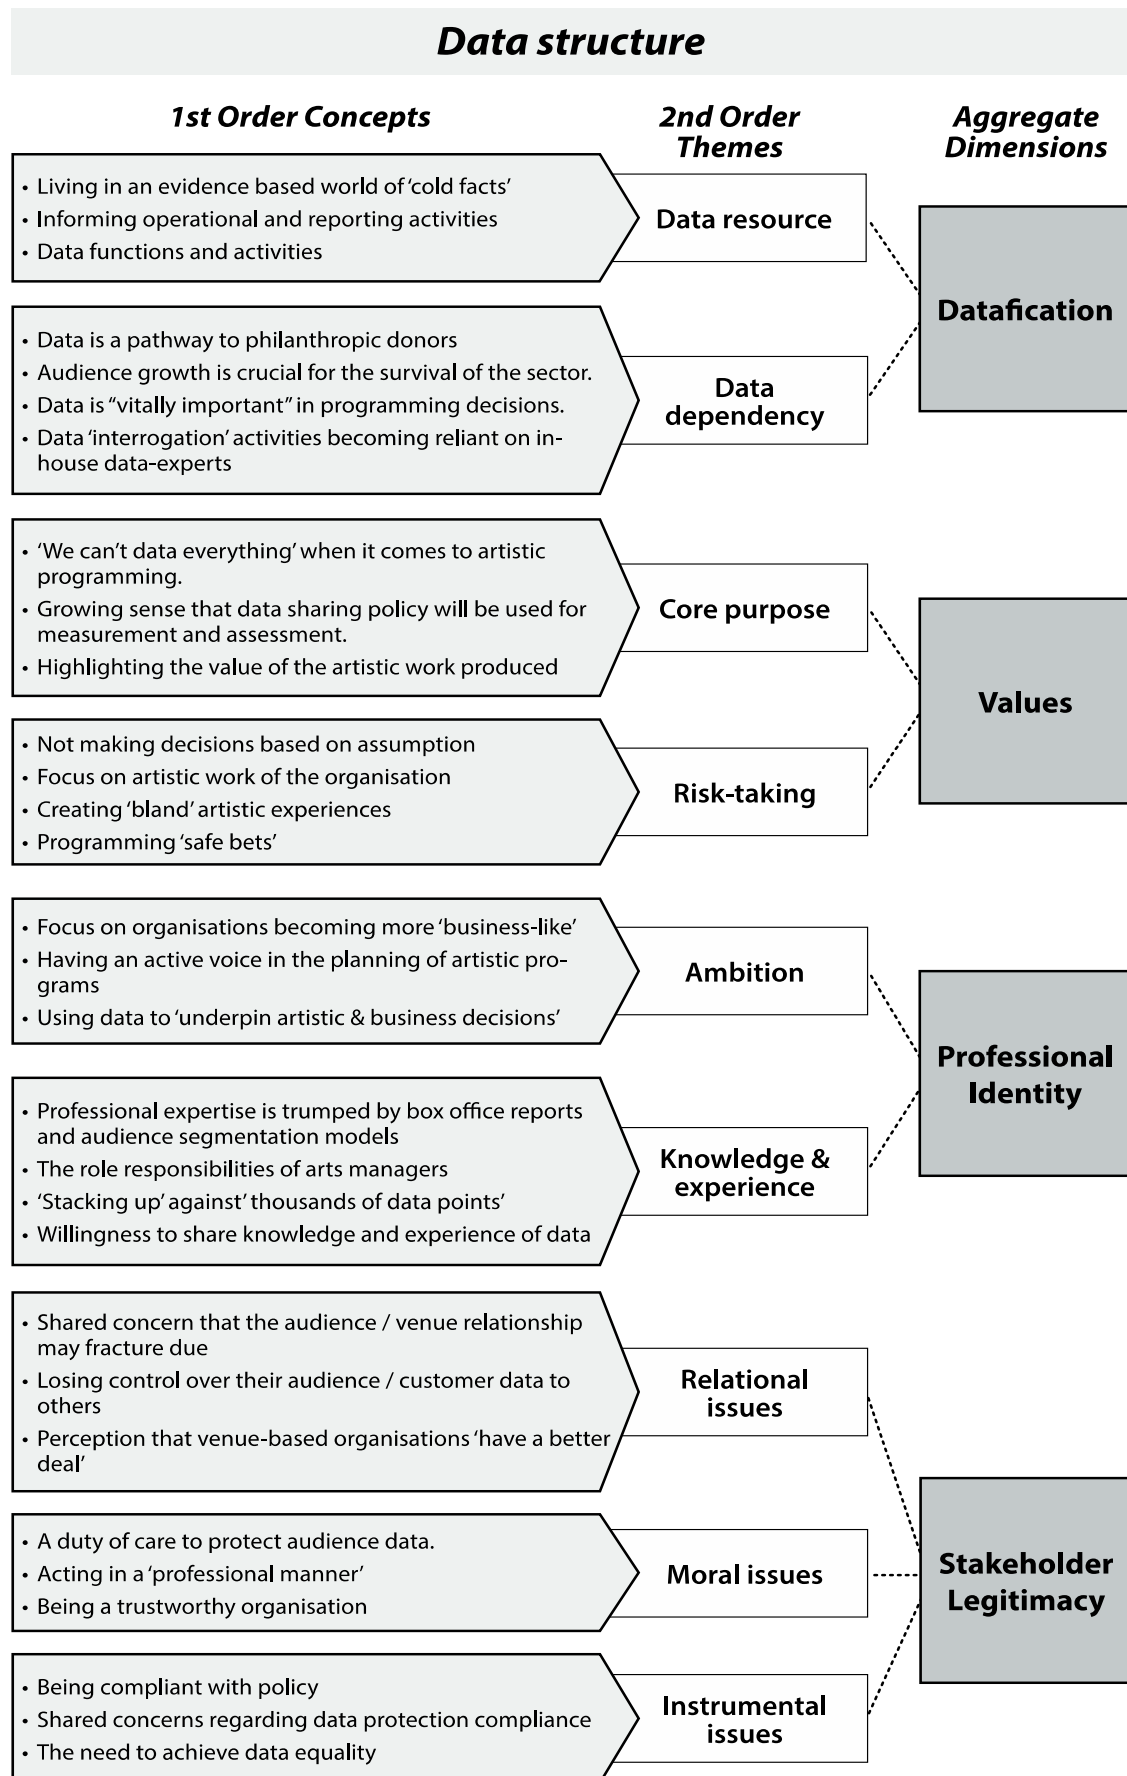 Data structure
1st Order Concepts
2nd Order
Themes
Aggregate
Dimensions
• Living in an evidence based world of ‘cold facts’
• Informing operational and reporting activities
• Data functions and activities
Data resource
• Data is a pathway to philanthropic donors
• Audience growth is crucial for the survival of the sector.
• Data is “vitally important” in programming decisions.
• Data ‘interrogation’ activities becoming reliant on in-
house data-experts
Data
dependency
Datafication
• ‘We can’t data everything’ when it comes to artistic
programming.
• Growing sense that data sharing policy will be used for
measurement and assessment.
• Highlighting the value of the artistic work produced
Core purpose
• Not making decisions based on assumption
• Focus on artistic work of the organisation
• Creating ‘bland’ artistic experiences
• Programming ‘safe bets’
Risk-taking
Values
• Focus on organisations becoming more ‘business-like’
• Having an active voice in the planning of artistic pro-
grams
• Using data to ‘underpin artistic & business decisions’
Ambition
• Professional expertise is trumped by box office reports
and audience segmentation models
• The role responsibilities of arts managers
• ‘Stacking up’ against’ thousands of data points’
• Willingness to share knowledge and experience of data
Knowledge &
experience
Professional
Identity
• Shared concern that the audience / venue relationship
may fracture due
• Losing control over their audience / customer data to
others
• Perception that venue-based organisations ‘have a better
deal’
Relational
issues
• A duty of care to protect audience data.
• Acting in a ‘professional manner’
• Being a trustworthy organisation
Moral issues
• Being compliant with policy
• Shared concerns regarding data protection compliance
• The need to achieve data equality
Instrumental
issues
Stakeholder
Legitimacy